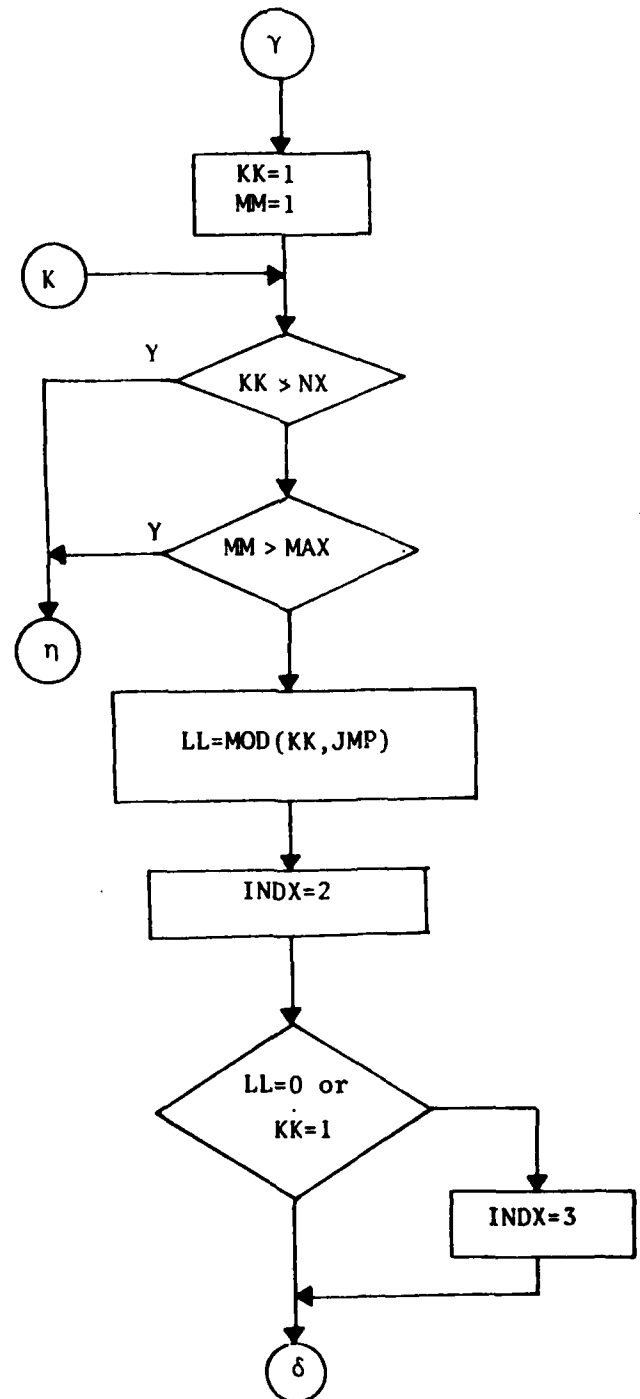 γ
KK=1
MM=1
K
Y
KK > NX
Y
MM > MAX
η
LL=MOD(KK,JMP)
INDX=2
LL=0 or
KK=1
INDX=3
δ